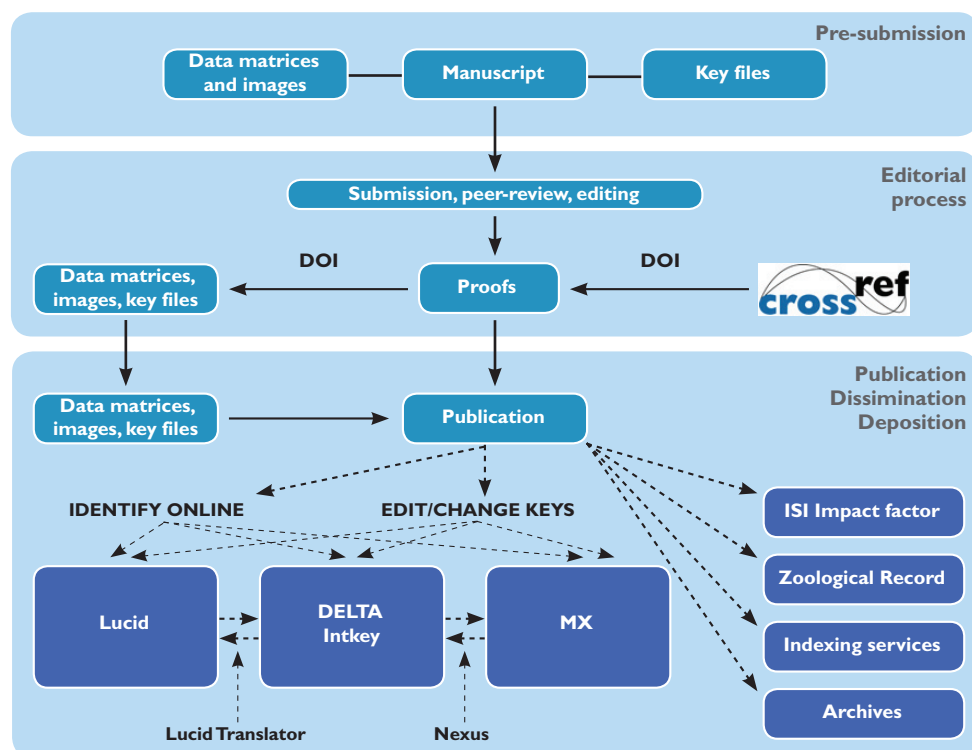 Pre-submission
Data matrices
and images
Manuscript
Key files
Editorial
process
Submission, peer-review, editing
DOI
DOI
Data matrices,
images, key files
Proofs
cross
ref
Publication
Dissimination
Deposition
Data matrices,
images, key files
Publication
IDENTIFY ONLINE
EDIT/CHANGE KEYS
ISI Impact factor
Zoological Record
Indexing services
Archives
Lucid
DELTA
Intkey
MX
Lucid Translator
Nexus